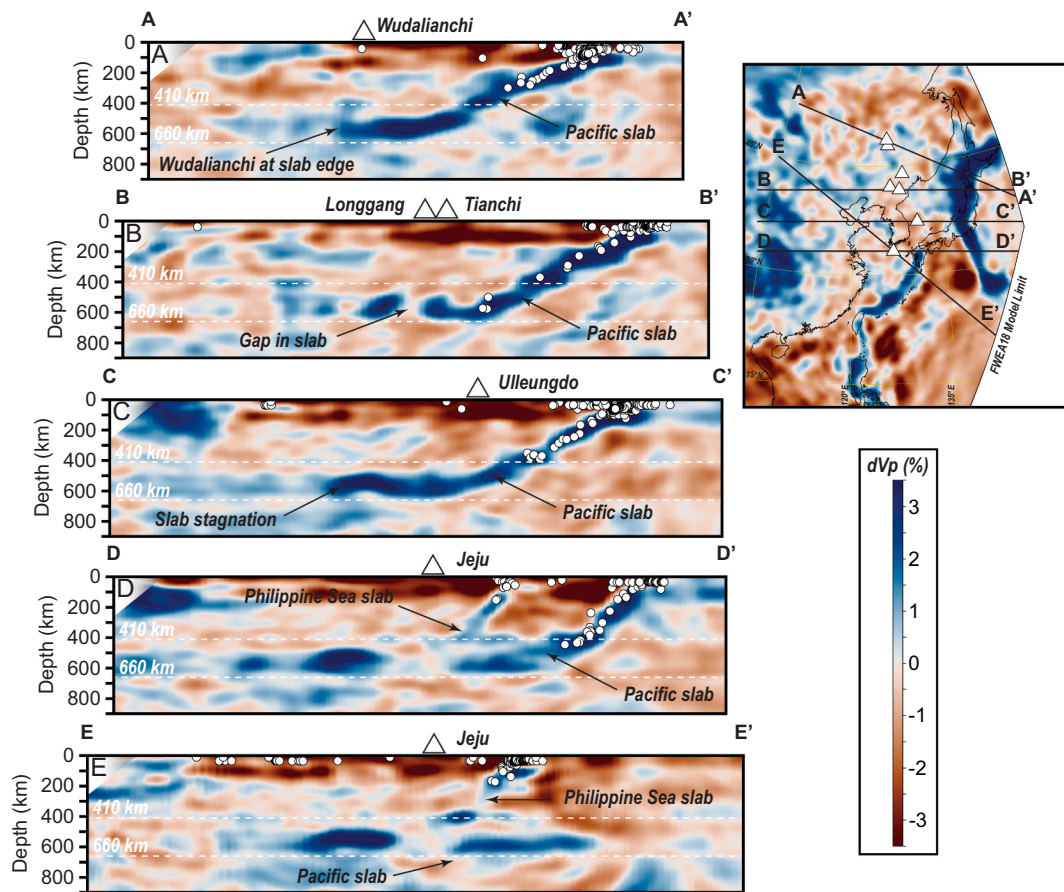 A
Wudalianchi
A’
Depth (km)
0
200
400
600
800
A
410 km
660 km
Wudalianchi at slab edge
Pacific slab
B
Longgang
Tianchi
B’
Depth (km)
0
200
400
600
800
B
410 km
660 km
Gap in slab
Pacific slab
C
Ulleungdo
C’
Depth (km)
0
200
400
600
800
C
410 km
660 km
Slab stagnation
Pacific slab
D
Jeju
D’
Depth (km)
0
200
400
600
800
D
Philippine Sea slab
410 km
660 km
Pacific slab
E
Jeju
E’
Depth (km)
0
200
400
600
800
E
Philippine Sea slab
410 km
660 km
Pacific slab
A
45°N
E
B
B’
A’
C
C’
D
D’
30°N
E’
FWEA18 Model Limit
15°N
120°E
135°E
dVp (%)
3
2
1
0
-1
-2
-3